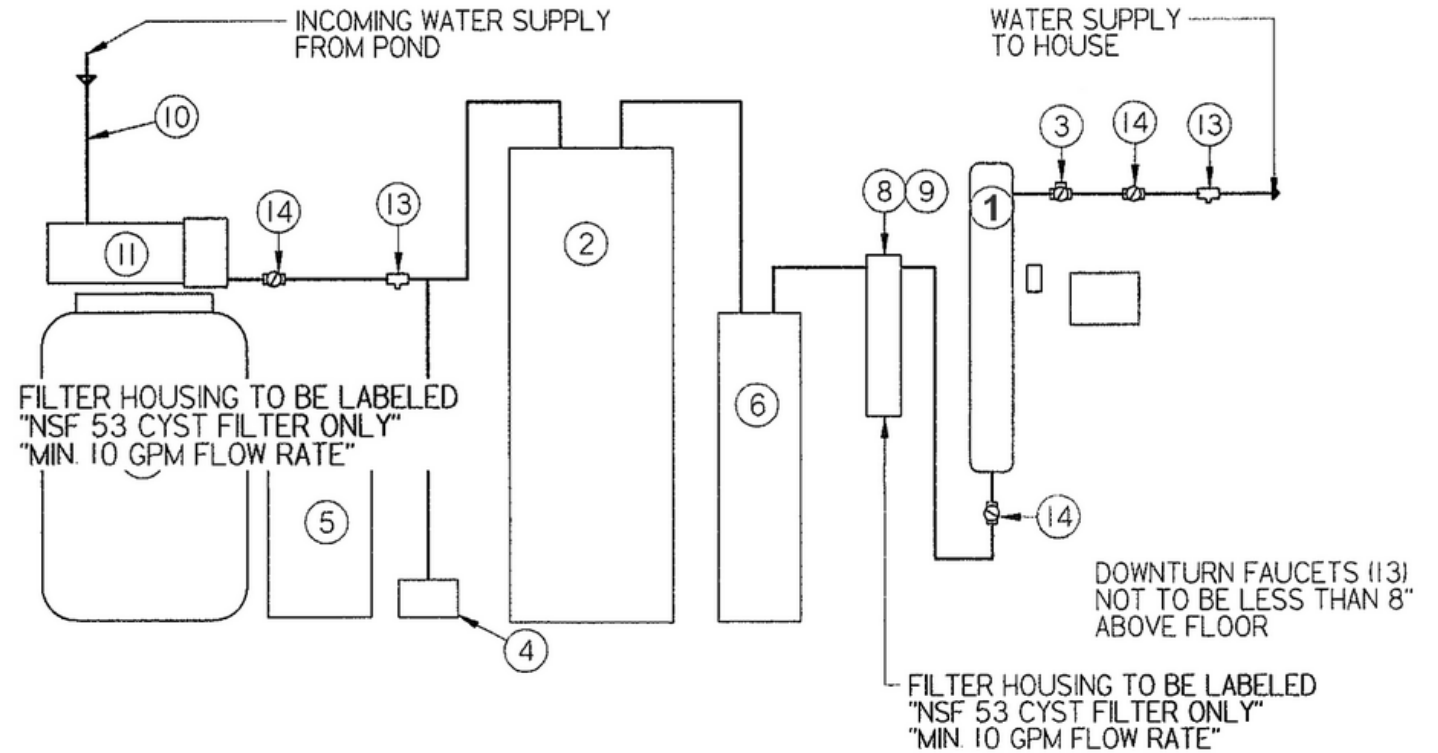 INCOMING WATER SUPPLY
FROM POND
WATER SUPPLY
TO HOUSE
10
3
14
13
14
13
8
9
1
11
2
FILTER HOUSING TO BE LABELED
"NSF 53 CYST FILTER ONLY"
"MIN. 10 GPM FLOW RATE"
6
5
14
4
DOWNTURN FAUCETS (13)
NOT TO BE LESS THAN 8"
ABOVE FLOOR
FILTER HOUSING TO BE LABELED
"NSF 53 CYST FILTER ONLY"
"MIN. 10 GPM FLOW RATE"